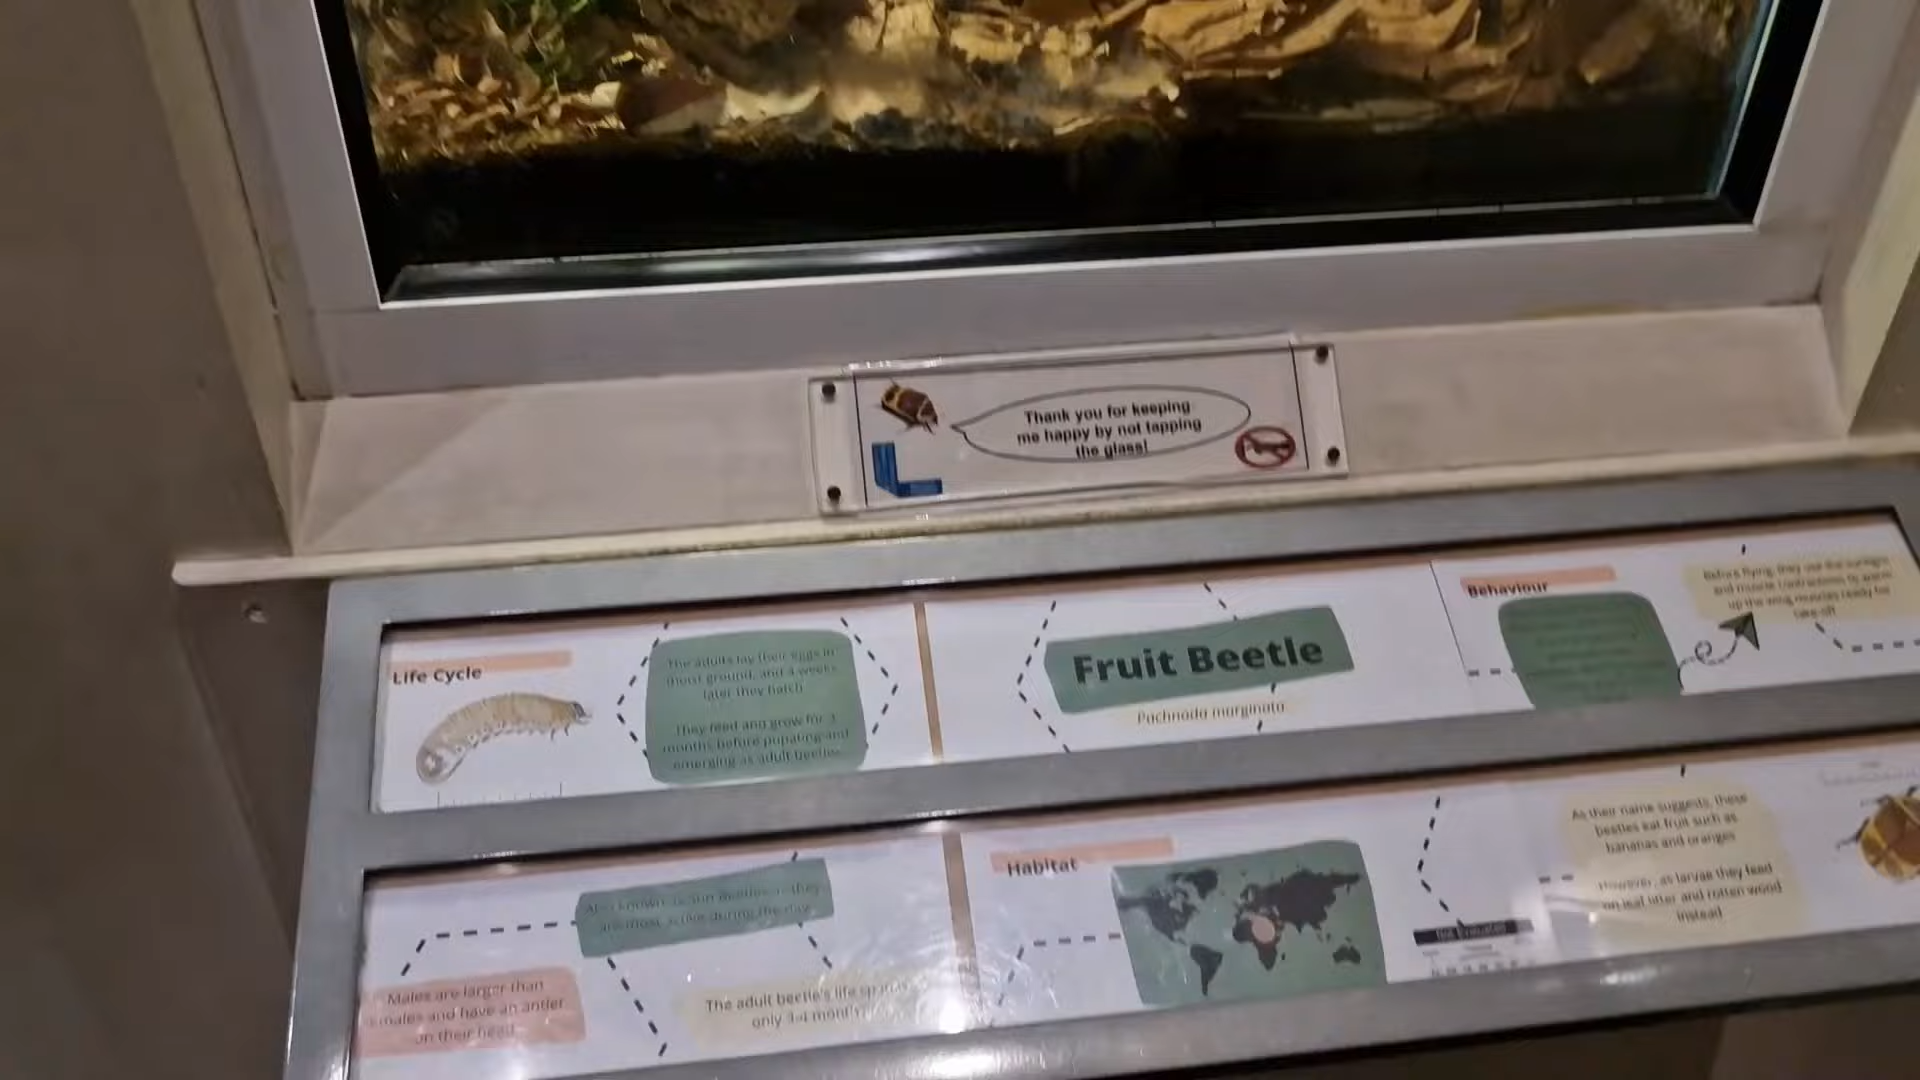 Thank you for keeping
me happy by not tapping
the glass!
Life Cycle
The adults lay their eggs in
moist ground, and 3 weeks
later they hatch
They feed and grow for 3
months before pupating and
emerging as adult beetles
Fruit Beetle
Pachnoda marginata
Behaviour
Before flying, they use the sunlight
and muscle contractions to warm
up the wing muscles ready for
take-off
Also known as sun beetles as they
are most active during the day
Males are larger than
females and have an antler
on their head
The adult beetle's life span is
only 3-4 months
Habitat
Not Evaluated
As their name suggests, these
beetles eat fruit such as
bananas and oranges
However, as larvae they feed
on leaf litter and rotten wood
instead